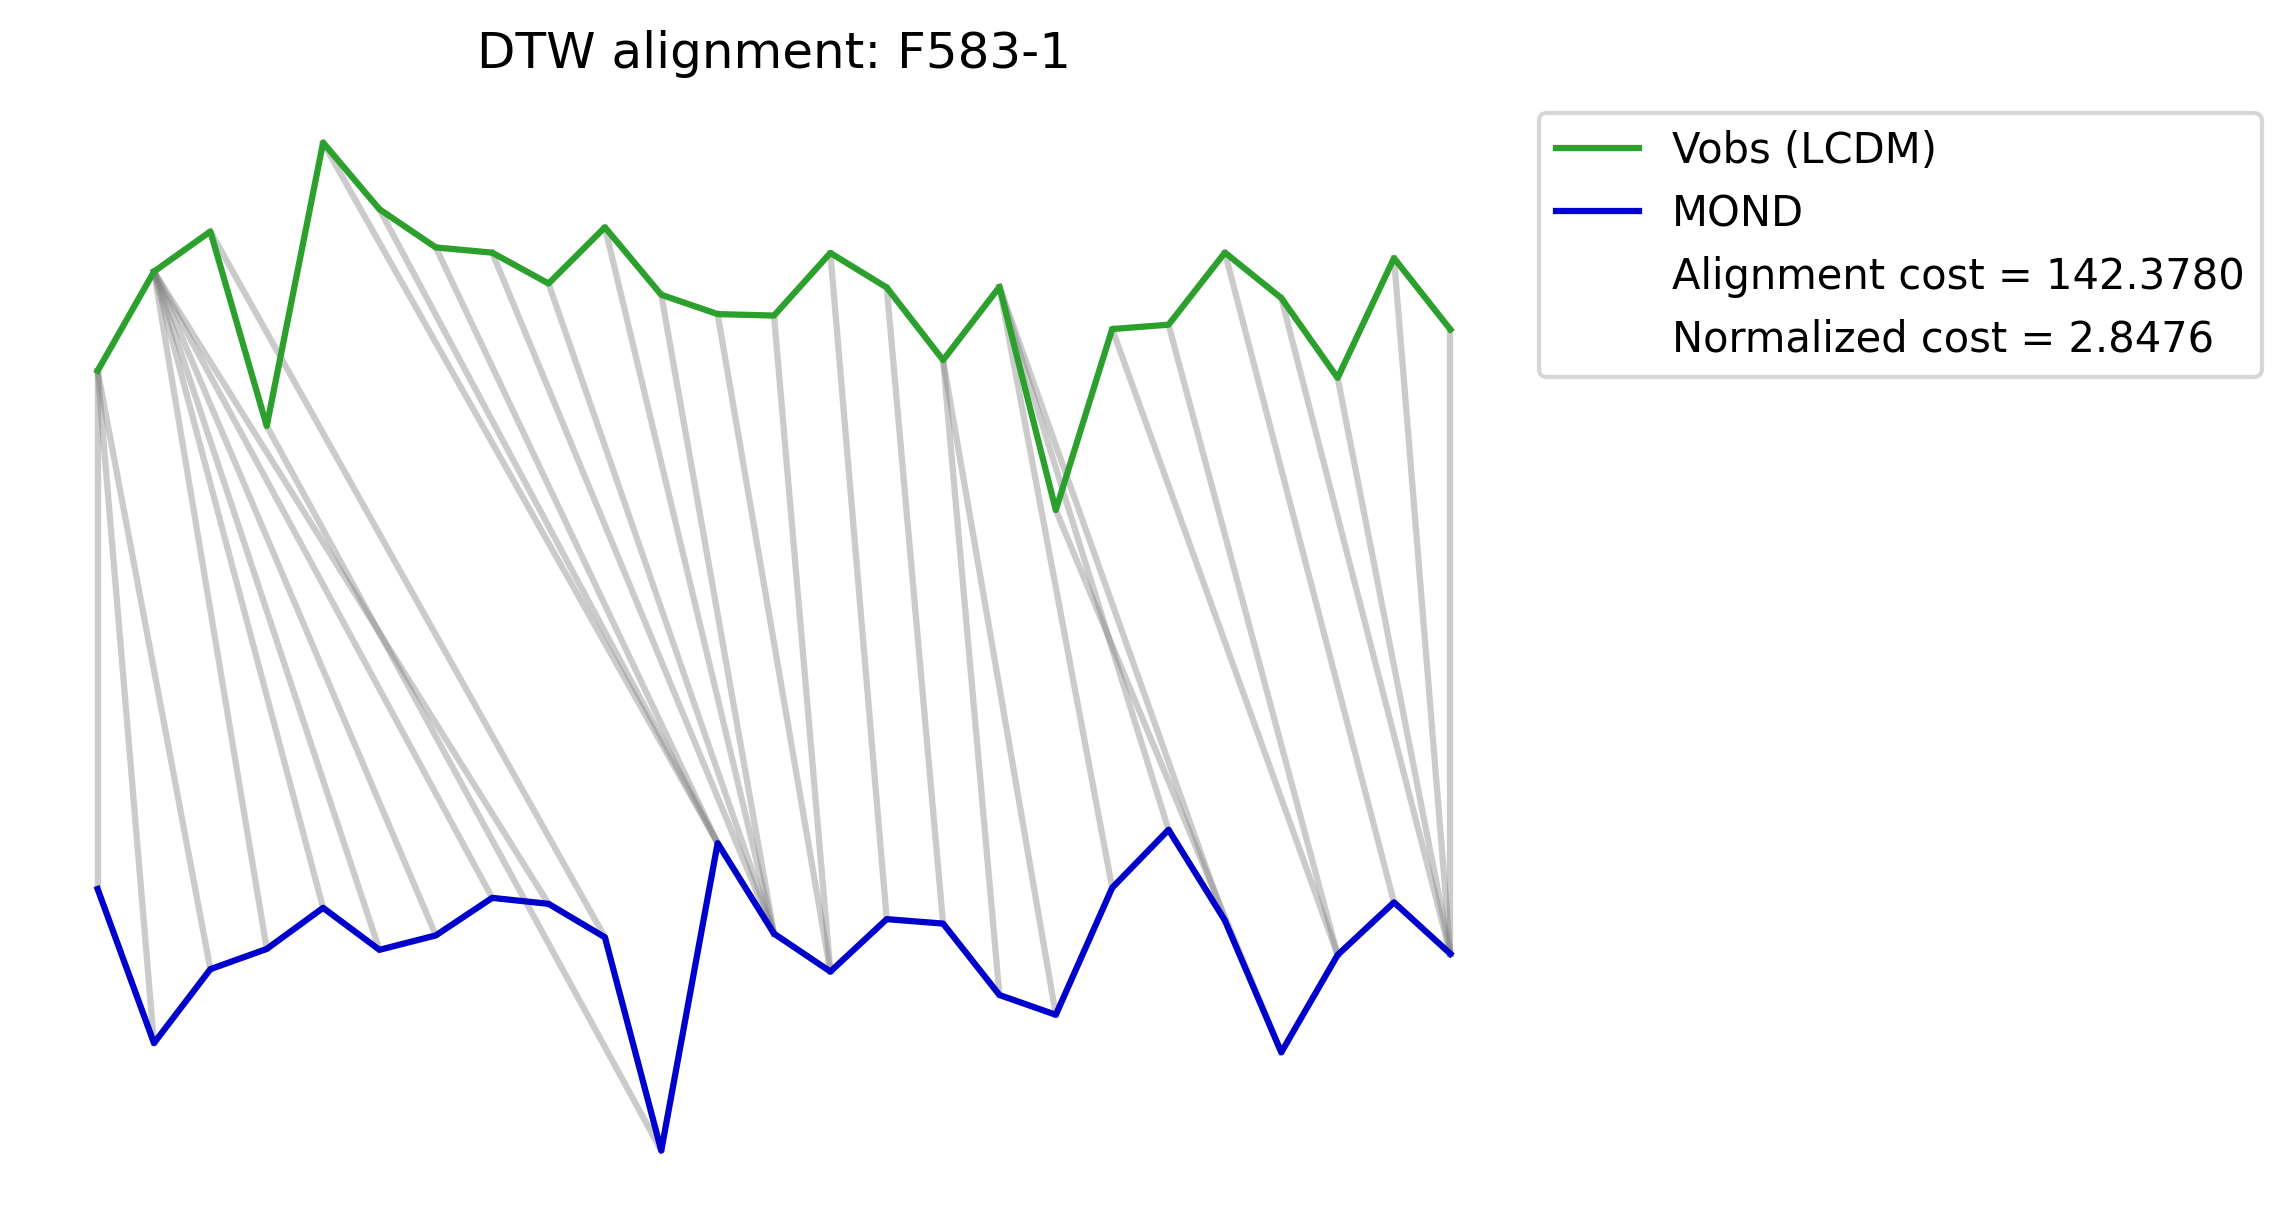 DTW alignment: F583-1
Vobs (LCDM)
MOND
Alignment cost = 142.3780
Normalized cost = 2.8476